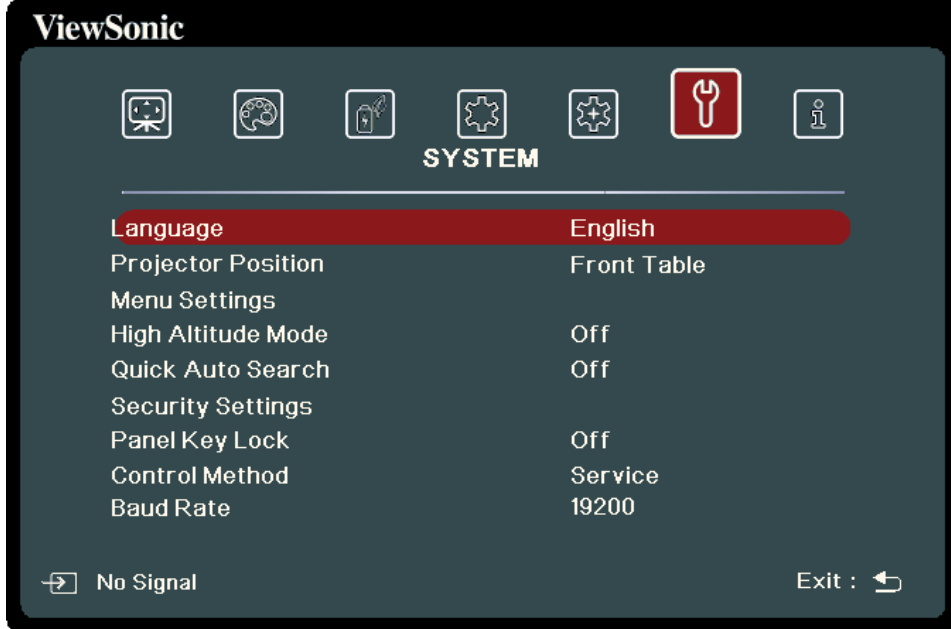 ViewSonic
SYSTEM
Language English
Projector Position Front Table
Menu Settings
High Altitude Mode Off
Quick Auto Search Off
Security Settings
Panel Key Lock Off
Control Method Service
Baud Rate 19200
No Signal Exit :